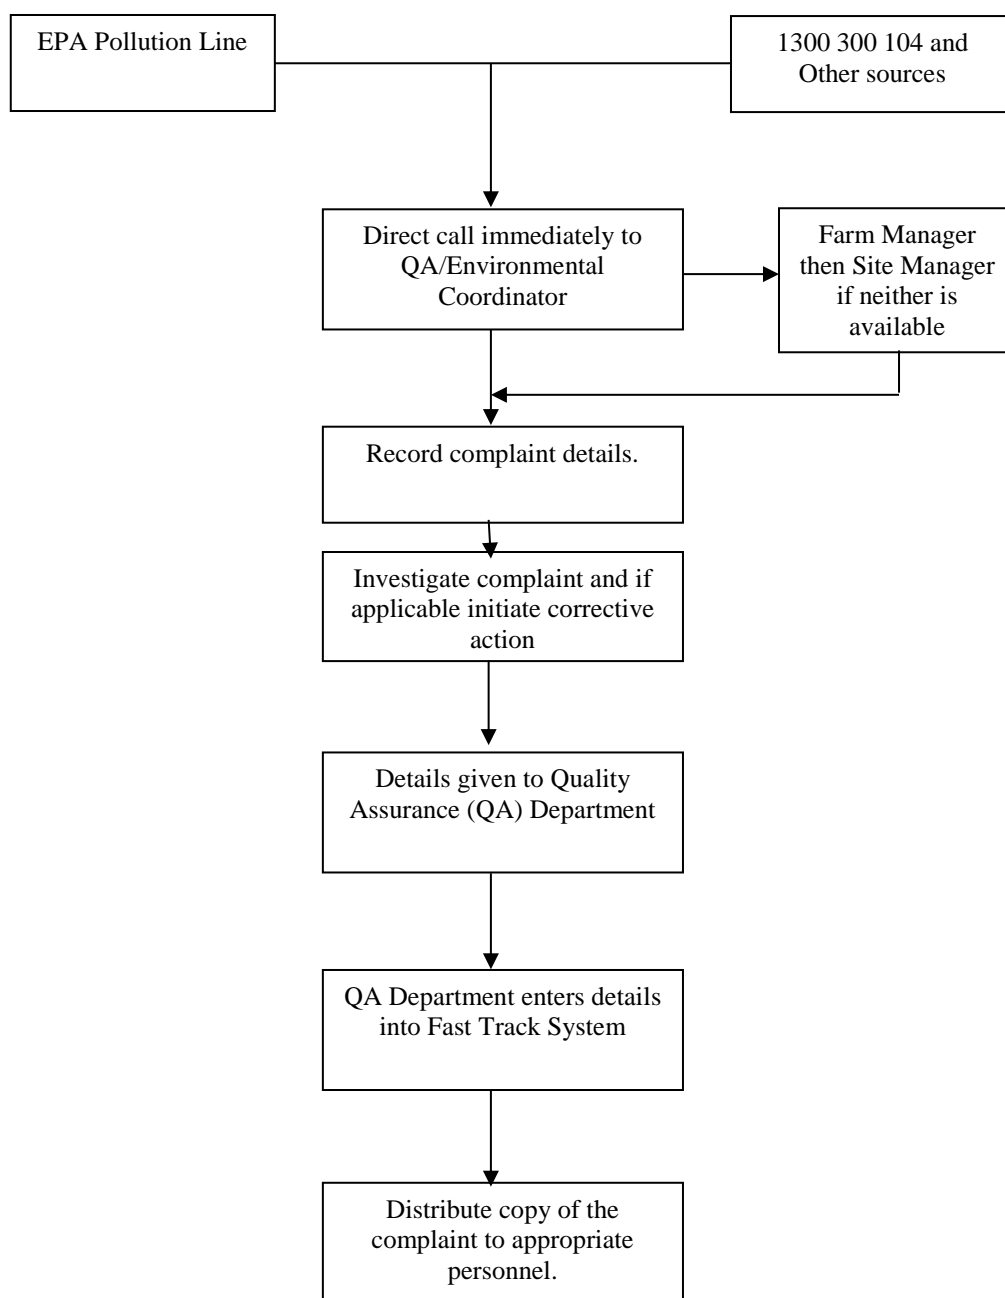 EPA Pollution Line
1300 300 104 and
Other sources
Direct call immediately to
QA/Environmental
Coordinator
Farm Manager
then Site Manager
if neither is
available
Record complaint details.
Investigate complaint and if
applicable initiate corrective
action
Details given to Quality
Assurance (QA) Department
QA Department enters details
into Fast Track System
Distribute copy of the
complaint to appropriate
personnel.